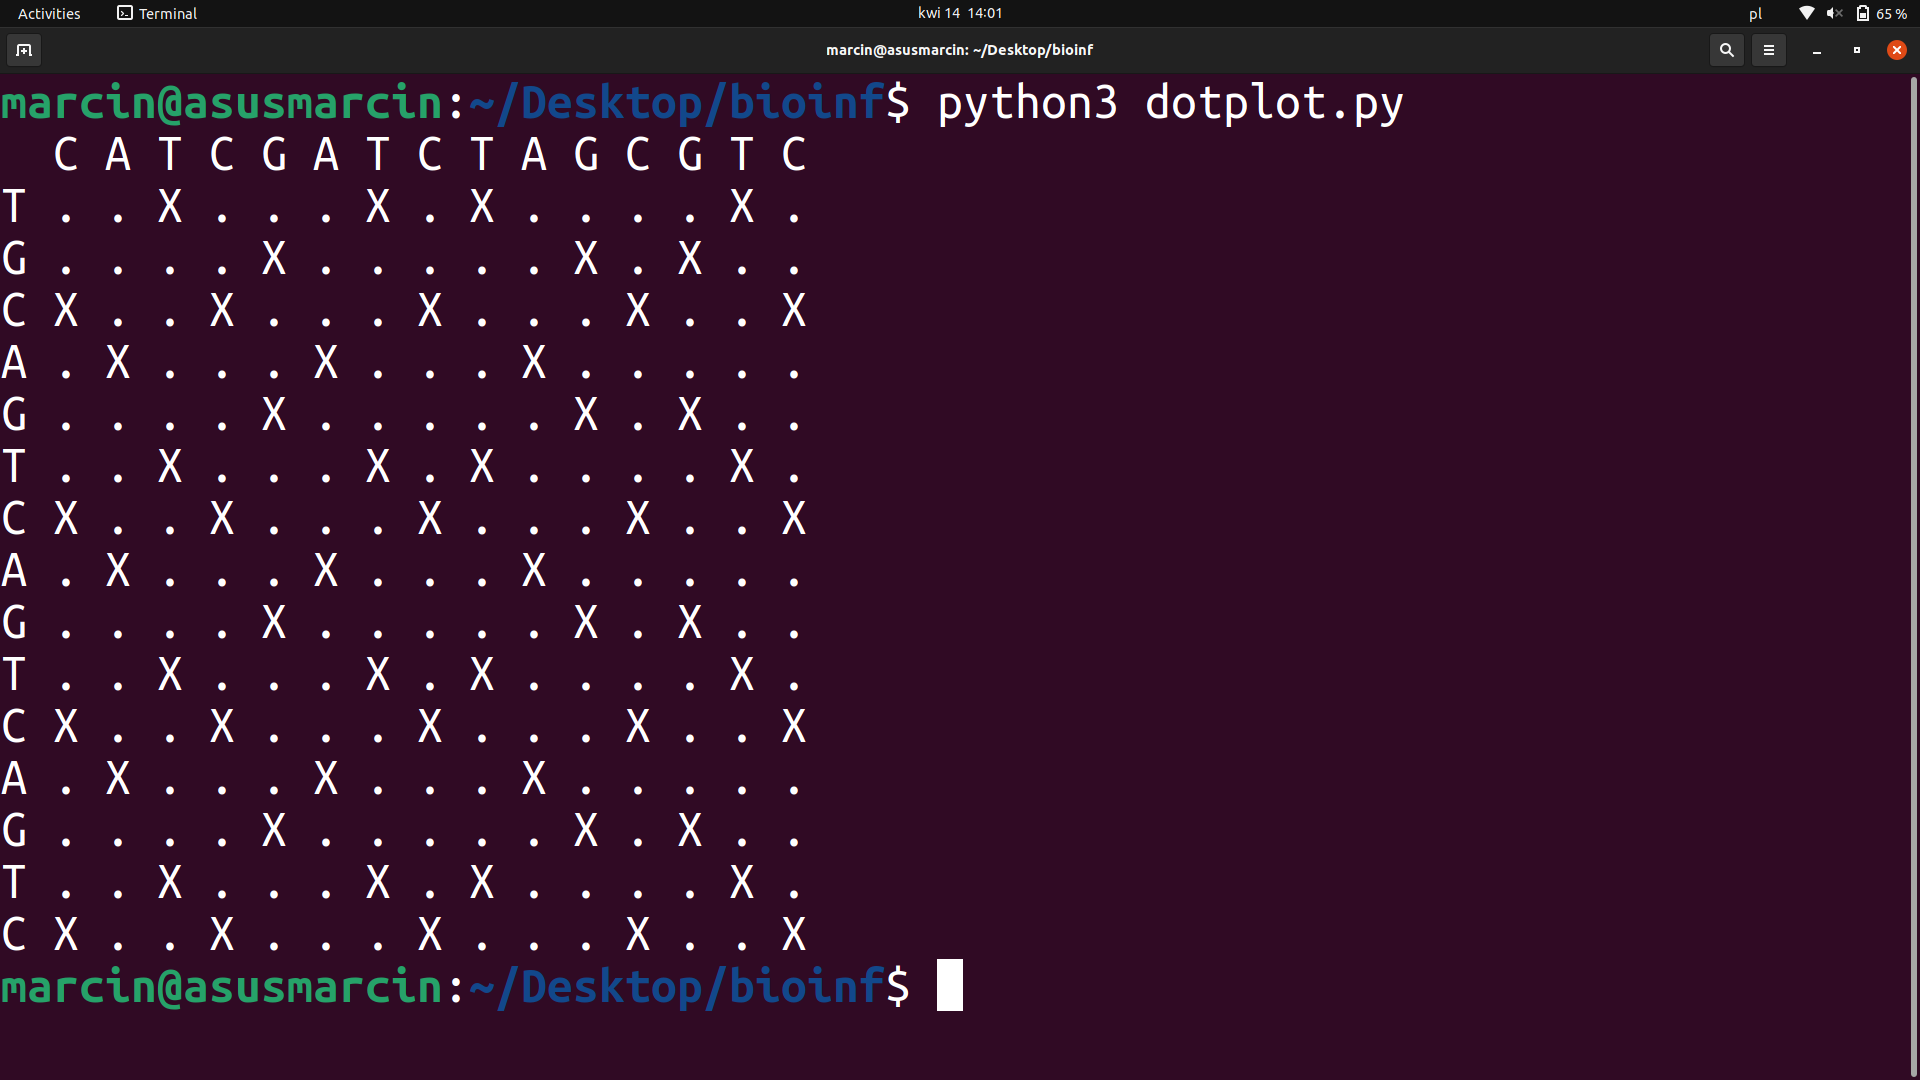 Activities Terminal kwi 14 14:01 pl 65 %
marcin@asusmarcin: ~/Desktop/bioinf
marcin@asusmarcin:~/Desktop/bioinf$ python3 dotplot.py
  C A T C G A T C T A G C G T C
T . . X . . . X . X . . . . X .
G . . . . X . . . . . X . X . .
C X . . X . . . X . . . X . . X
A . X . . . X . . . X . . . . .
G . . . . X . . . . . X . X . .
T . . X . . . X . X . . . . X .
C X . . X . . . X . . . X . . X
A . X . . . X . . . X . . . . .
G . . . . X . . . . . X . X . .
T . . X . . . X . X . . . . X .
C X . . X . . . X . . . X . . X
A . X . . . X . . . X . . . . .
G . . . . X . . . . . X . X . .
T . . X . . . X . X . . . . X .
C X . . X . . . X . . . X . . X
marcin@asusmarcin:~/Desktop/bioinf$